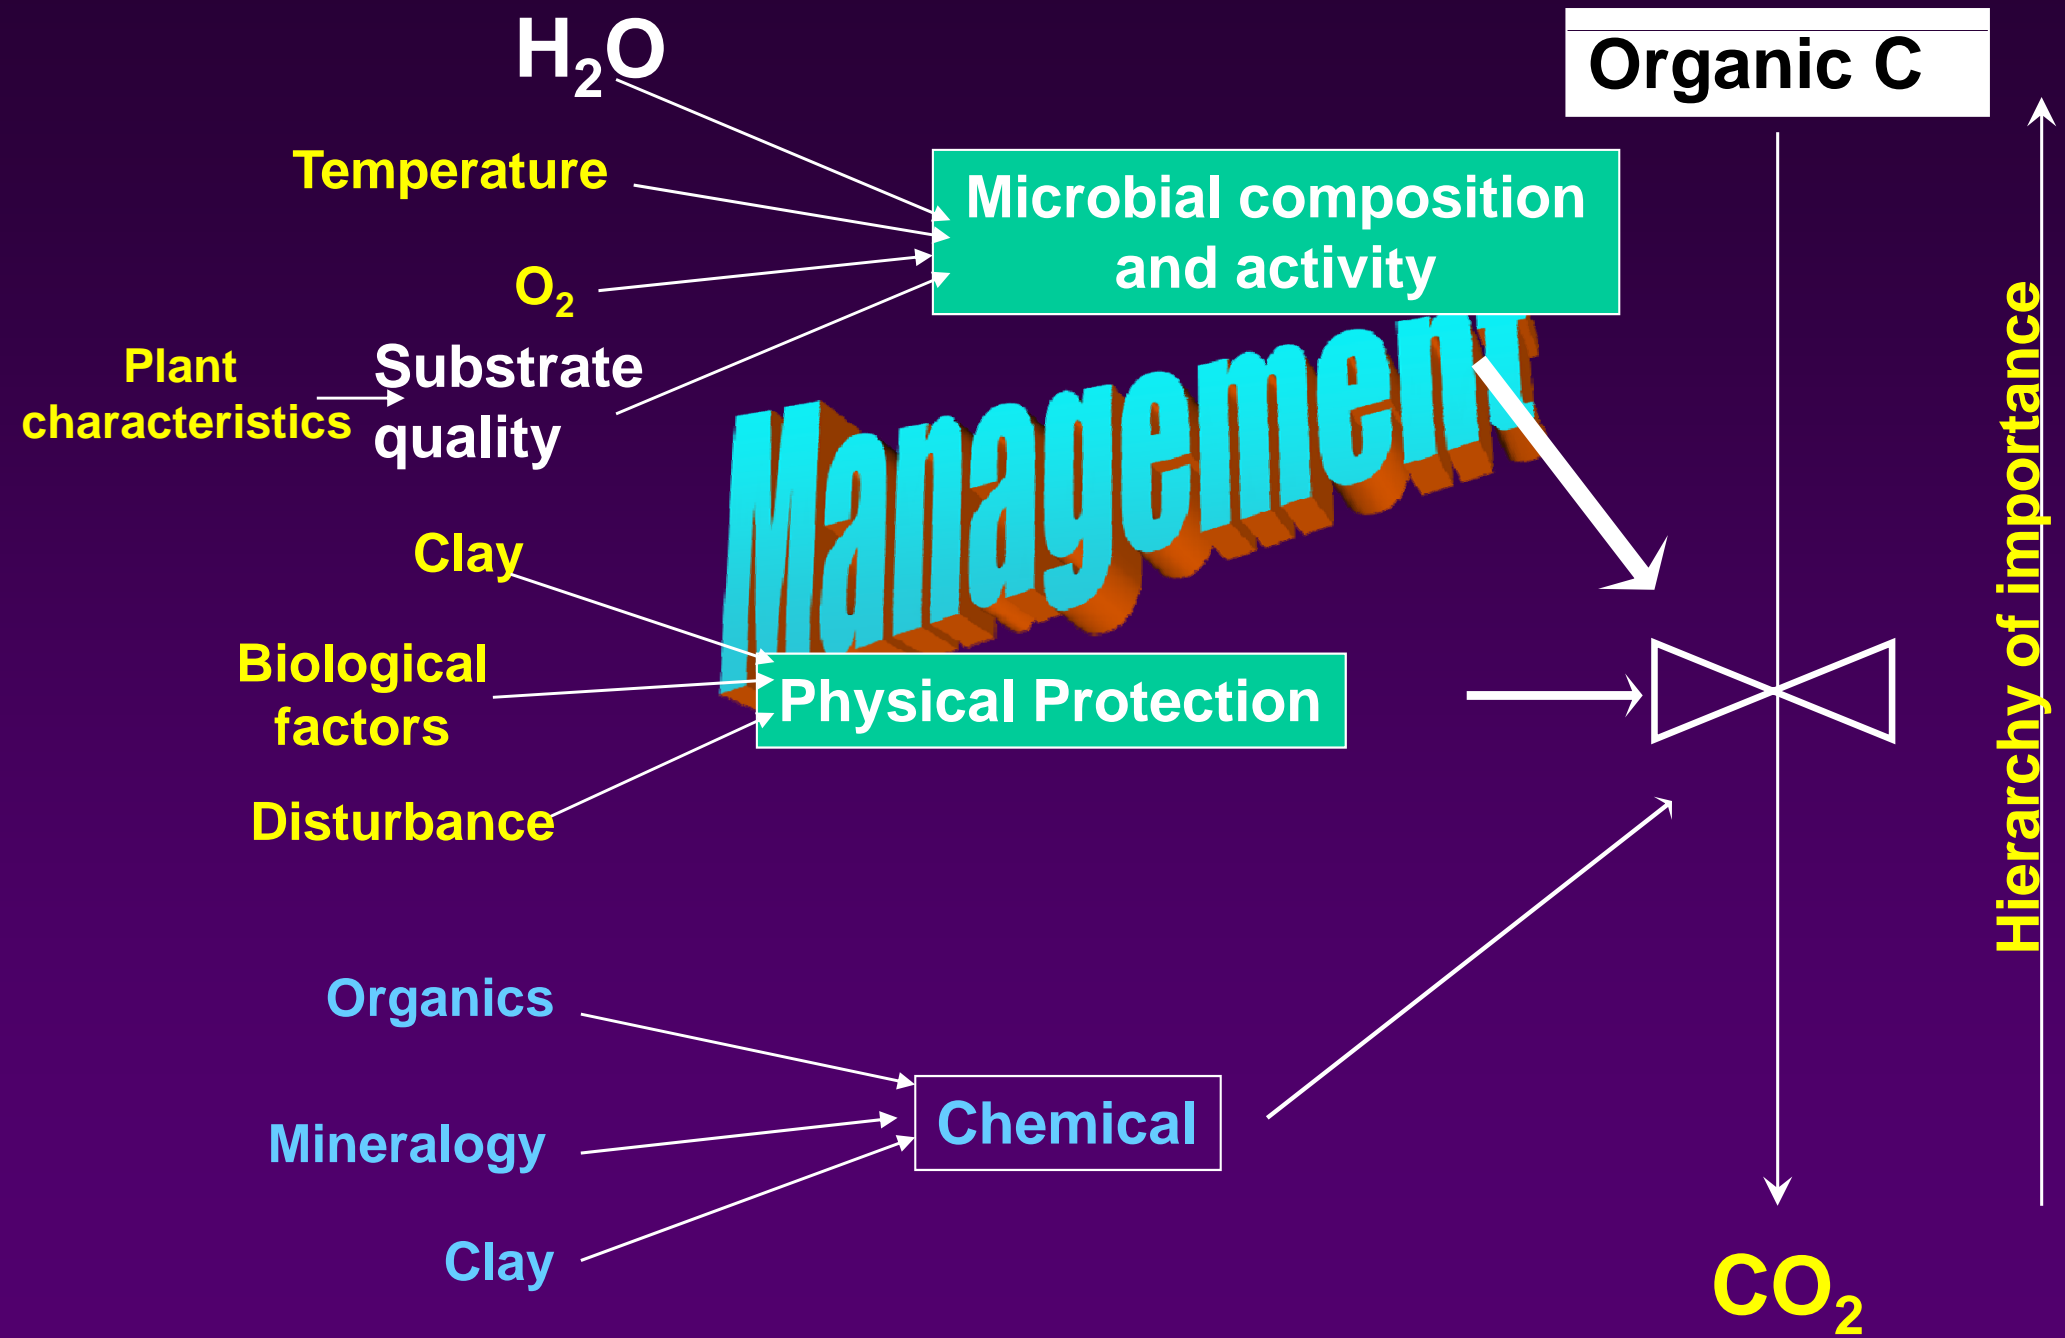 H₂O
Organic C
Temperature
Microbial composition
and activity
O₂
Plant
characteristics
Substrate
quality
Management
Clay
Biological
factors
Physical Protection
Disturbance
Hierarchy of importance
Organics
Chemical
Mineralogy
Clay
CO₂